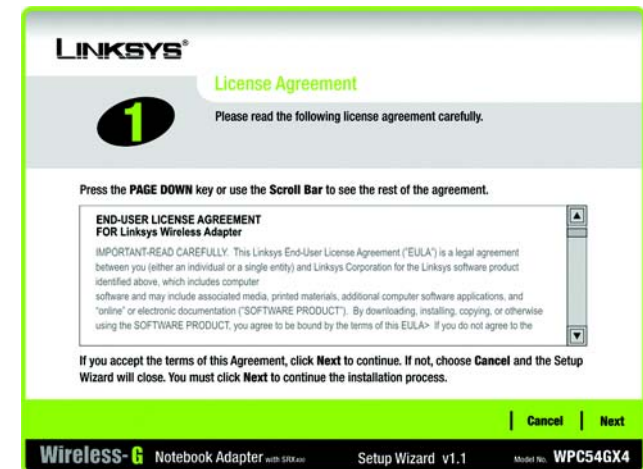 LINKSYS®
License Agreement
1
Please read the following license agreement carefully.
Press the PAGE DOWN key or use the Scroll Bar to see the rest of the agreement.
END-USER LICENSE AGREEMENT
FOR Linksys Wireless Adapter
IMPORTANT-READ CAREFULLY. This Linksys End-User License Agreement ("EULA") is a legal agreement
between you (either an individual or a single entity) and Linksys Corporation for the Linksys software product
identified above, which includes computer
software and may include associated media, printed materials, additional computer software applications, and
"online" or electronic documentation ("SOFTWARE PRODUCT"). By downloading, installing, copying, or otherwise
using the SOFTWARE PRODUCT, you agree to be bound by the terms of this EULA> If you do not agree to the
If you accept the terms of this Agreement, click Next to continue. If not, choose Cancel and the Setup
Wizard will close. You must click Next to continue the installation process.
Cancel | Next
Wireless-G Notebook Adapter with SRX400 Setup Wizard v1.1 Model No. WPC54GX4